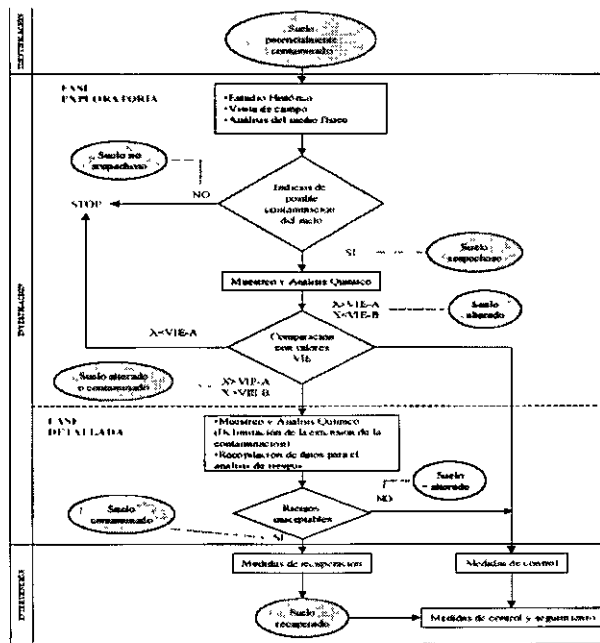 IDENTIFICACIÓN
Suelo
potencialmente
contaminado
INVESTIGACIÓN
FASE
EXPLORATORIA
•Estudio Histórico
•Visita de campo
•Análisis del medio físico
Suelo no
sospechoso
NO
STOP
Indicios de
posible
contaminacion
del suelo
SI
Suelo
sospechoso
Muestreo y Análisis Químico
X>VIE-A
X<VIE-B
Suelo
alterado
X<VIE-A
Comparación
con valores
VIE
Suelo alterado
o contaminado
X>VIE-A
X>VIE-B
FASE
DETALLADA
•Muestreo y Análisis Químico
(Delimitación de la extensión de la
contaminación)
•Recopilación de datos para el
análisis de riesgos
Suelo
alterado
NO
Riesgos
inaceptables
Suelo
contaminado
SI
Medidas de recuperación
Medidas de control
Suelo
recuperado
Medidas de control y seguimiento